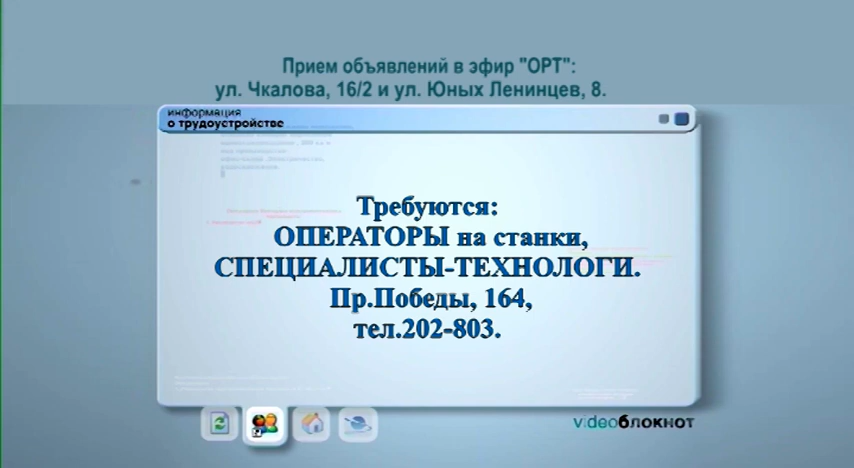 Прием объявлений в эфир "ОРТ":
ул. Чкалова, 16/2 и ул. Юных Ленинцев, 8.
информация
о трудоустройстве
Требуются:
ОПЕРАТОРЫ на станки,
СПЕЦИАЛИСТЫ-ТЕХНОЛОГИ.
Пр.Победы, 164,
тел.202-803.
videoблокнот